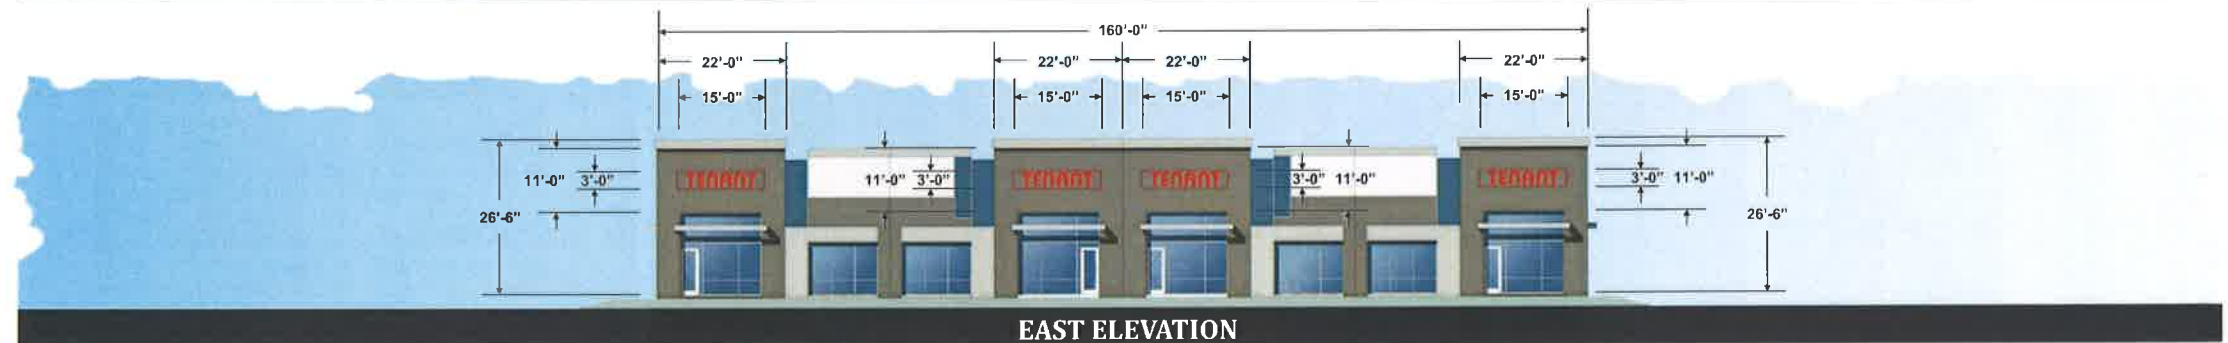 160'-0"
22'-0" 22'-0" 22'-0" 22'-0"
15'-0" 15'-0" 15'-0" 15'-0"
11'-0" 3'-0" TENANT 11'-0" 3'-0" TENANT TENANT 3'-0" 11'-0" TENANT 3'-0" 11'-0"
26'-6" 26'-6"
EAST ELEVATION